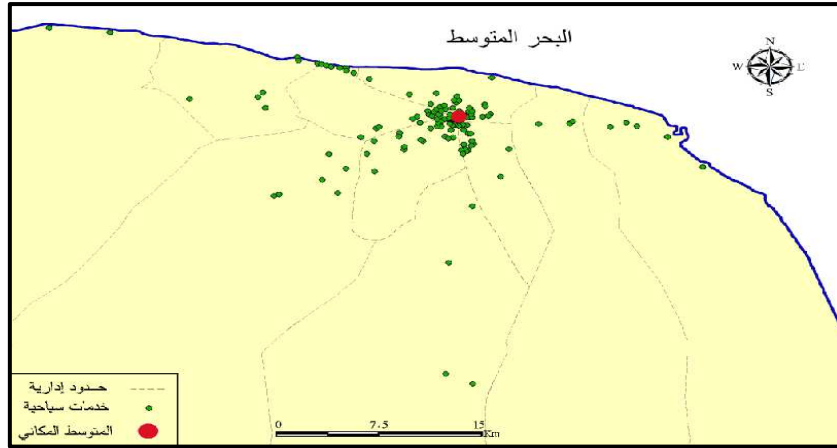 البحر المتوسط
N
W E
S
حدود إدارية
خدمات سياحية
المتوسط المكاني
0 7.5 15
Km